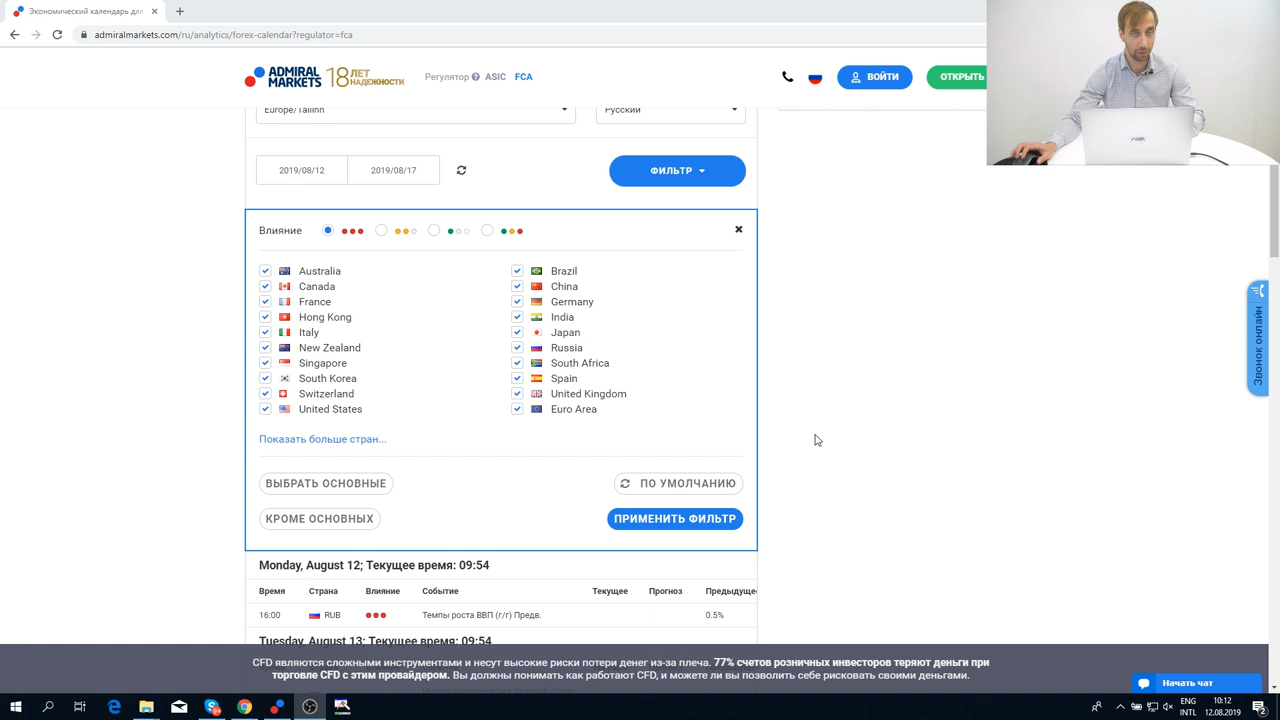 Экономический календарь для
admiralmarkets.com/ru/analytics/forex-calendar?regulator=fca
ADMIRAL MARKETS
18 ЛЕТ НАДЕЖНОСТИ
Регулятор ? ASIC FCA
ВОЙТИ
ОТКРЫТЬ
Europe/Tallinn Русский
2019/08/12 2019/08/17 ФИЛЬТР
Влияние
Australia Brazil
Canada China
France Germany
Hong Kong India
Italy Japan
New Zealand Russia
Singapore South Africa
South Korea Spain
Switzerland United Kingdom
United States Euro Area
Показать больше стран...
ВЫБРАТЬ ОСНОВНЫЕ ПО УМОЛЧАНИЮ
КРОМЕ ОСНОВНЫХ ПРИМЕНИТЬ ФИЛЬТР
Звонок онлайн
Monday, August 12; Текущее время: 09:54
Время Страна Влияние Событие Текущее Прогноз Предыдуще
16:00 RUB Темпы роста ВВП (г/г) Предв. 0.5%
Tuesday, August 13; Текущее время: 09:54
CFD являются сложными инструментами и несут высокие риски потери денег из-за плеча. 77% счетов розничных инвесторов теряют деньги при
торговле CFD с этим провайдером. Вы должны понимать как работают CFD, и можете ли вы позволить себе рисковать своими деньгами.
Начать чат
ENG
INTL
10:12
12.08.2019
2